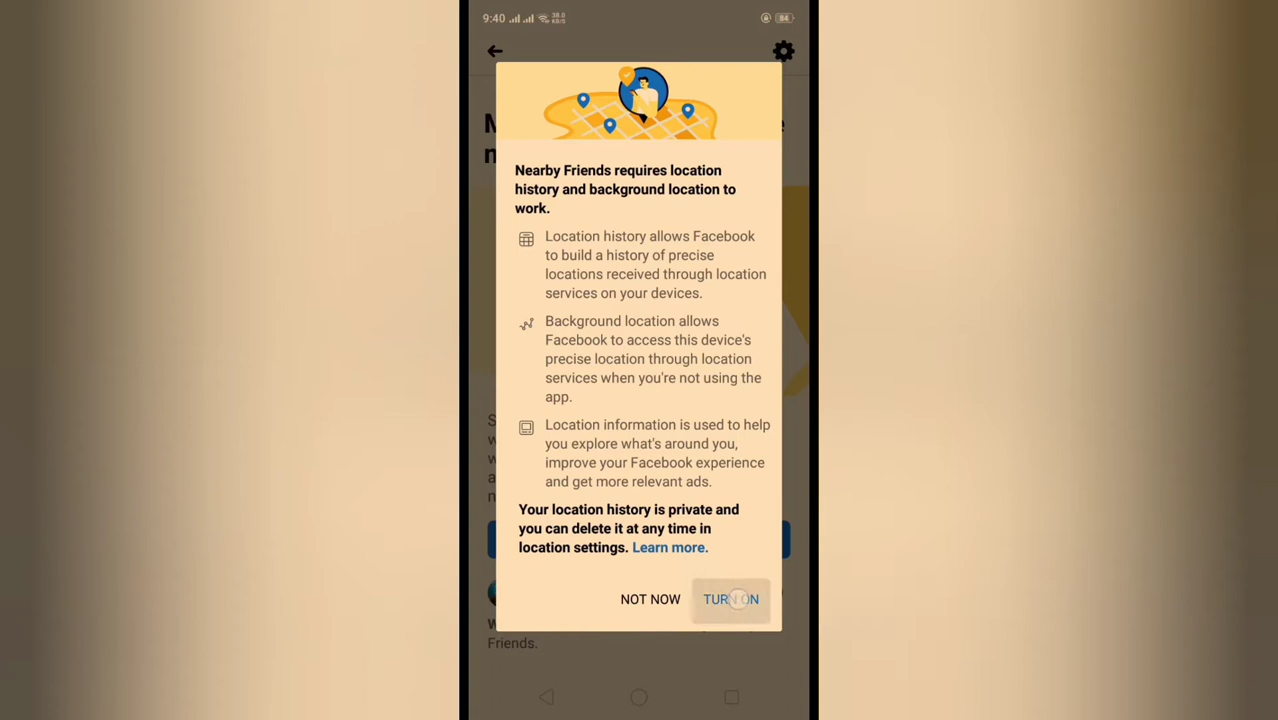 9:40
38.0
KB/S
84
Nearby Friends requires location
history and background location to
work.
Location history allows Facebook
to build a history of precise
locations received through location
services on your devices.
Background location allows
Facebook to access this device's
precise location through location
services when you're not using the
app.
Location information is used to help
you explore what's around you,
improve your Facebook experience
and get more relevant ads.
Your location history is private and
you can delete it at any time in
location settings. Learn more.
NOT NOW
TURN ON
Friends.